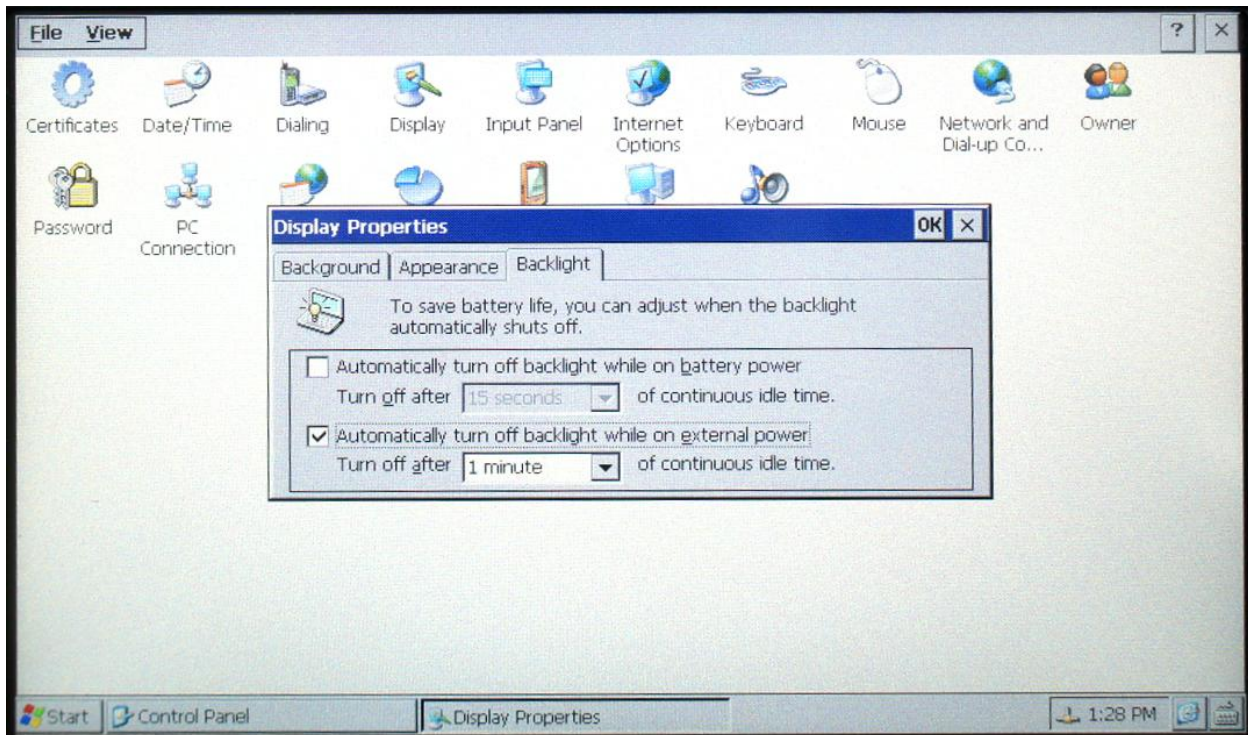 File View
? ×
Certificates Date/Time Dialing Display Input Panel Internet Options Keyboard Mouse Network and Dial-up Co... Owner
Password PC Connection
Display Properties OK ×
Background Appearance Backlight
To save battery life, you can adjust when the backlight
automatically shuts off.
Automatically turn off backlight while on battery power
Turn off after 15 seconds of continuous idle time.
Automatically turn off backlight while on external power
Turn off after 1 minute of continuous idle time.
Start Control Panel Display Properties 1:28 PM